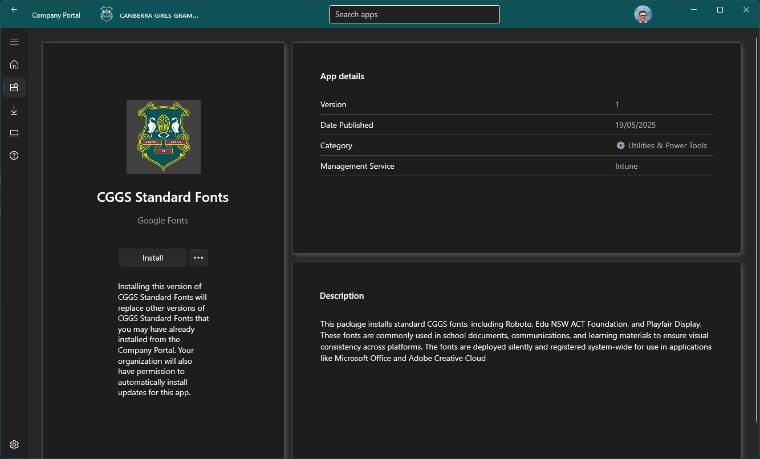 Company Portal
CANBERRA GIRLS GRAM...
Search apps
CGGS Standard Fonts
Google Fonts
Install
Installing this version of
CGGS Standard Fonts will
replace other versions of
CGGS Standard Fonts that
you may have already
installed from the
Company Portal. Your
organization will also
have permission to
automatically install
updates for this app.
App details
Version 1
Date Published 19/05/2025
Category Utilities & Power Tools
Management Service Intune
Description
This package installs standard CGGS fonts, including Roboto, Edu NSW ACT Foundation, and Playfair Display.
These fonts are commonly used in school documents, communications, and learning materials to ensure visual
consistency across platforms. The fonts are deployed silently and registered system-wide for use in applications
like Microsoft Office and Adobe Creative Cloud